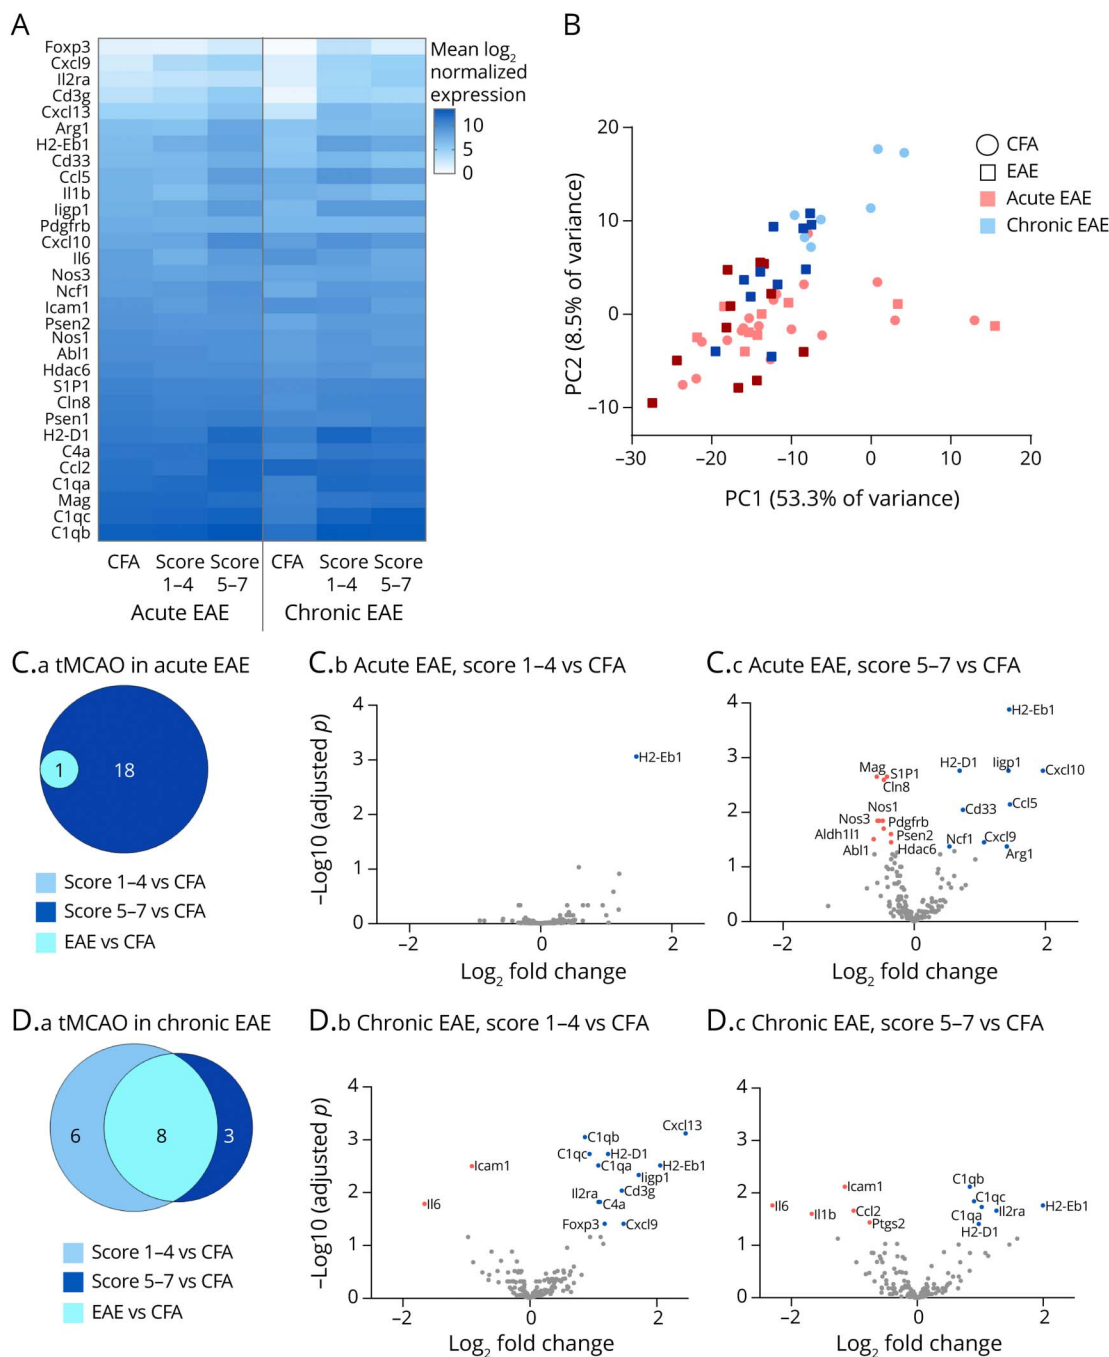 A
Foxp3
Cxcl9
Il2ra
Cd3g
Cxcl13
Arg1
H2-Eb1
Cd33
Ccl5
Il1b
Iigp1
Pdgfrb
Cxcl10
Il6
Nos3
Ncf1
Icam1
Psen2
Nos1
Abl1
Hdac6
S1P1
Cln8
Psen1
H2-D1
C4a
Ccl2
C1qa
Mag
C1qc
C1qb
Mean log2
normalized
expression
10
5
0
CFA
Score
1–4
Score
5–7
CFA
Score
1–4
Score
5–7
Acute EAE
Chronic EAE
B
PC2 (8.5% of variance)
20
10
0
–10
–30
–20
–10
0
10
20
PC1 (53.3% of variance)
CFA
EAE
Acute EAE
Chronic EAE
C.a tMCAO in acute EAE
1
18
Score 1–4 vs CFA
Score 5–7 vs CFA
EAE vs CFA
C.b Acute EAE, score 1–4 vs CFA
–Log10 (adjusted p)
4
3
2
1
0
H2-Eb1
–2
0
2
Log2 fold change
C.c Acute EAE, score 5–7 vs CFA
4
3
2
1
0
H2-Eb1
Mag
S1P1
Cln8
H2-D1
Iigp1
Cxcl10
Nos1
Cd33
Ccl5
Nos3
Pdgfrb
Aldh1l1
Psen2
Ncf1
Cxcl9
Abl1
Hdac6
Arg1
–2
0
2
Log2 fold change
D.a tMCAO in chronic EAE
6
8
3
Score 1–4 vs CFA
Score 5–7 vs CFA
EAE vs CFA
D.b Chronic EAE, score 1–4 vs CFA
–Log10 (adjusted p)
4
3
2
1
0
Cxcl13
C1qb
C1qc
H2-D1
Icam1
C1qa
H2-Eb1
Iigp1
Il6
Il2ra
Cd3g
C4a
Foxp3
Cxcl9
–2
0
2
Log2 fold change
D.c Chronic EAE, score 5–7 vs CFA
4
3
2
1
0
Icam1
C1qb
Il6
Il1b
Ccl2
C1qc
Il2ra
H2-Eb1
Ptgs2
C1qa
H2-D1
–2
0
2
Log2 fold change